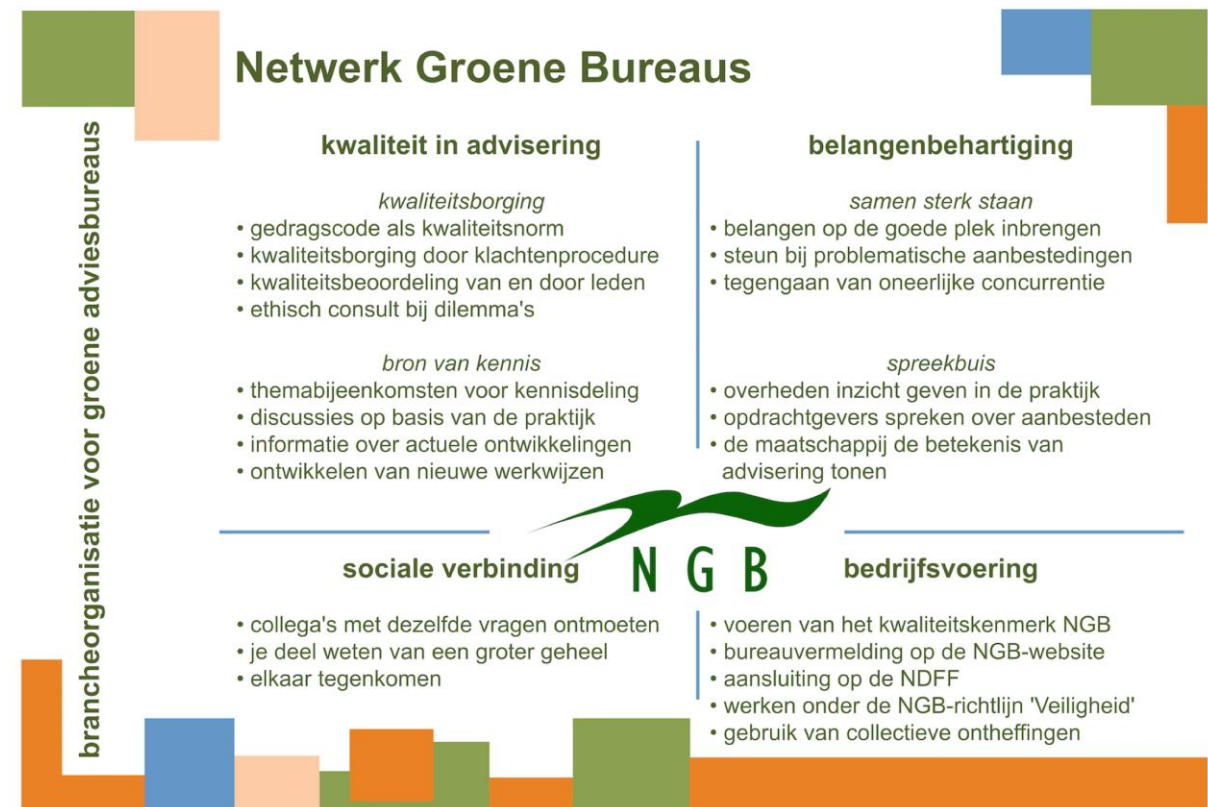 Netwerk Groene Bureaus
brancheorganisatie voor groene adviesbureaus
kwaliteit in advisering
kwaliteitsborging
• gedragscode als kwaliteitsnorm
• kwaliteitsborging door klachtenprocedure
• kwaliteitsbeoordeling van en door leden
• ethisch consult bij dilemma's
bron van kennis
• themabijeenkomsten voor kennisdeling
• discussies op basis van de praktijk
• informatie over actuele ontwikkelingen
• ontwikkelen van nieuwe werkwijzen
belangenbehartiging
samen sterk staan
• belangen op de goede plek inbrengen
• steun bij problematische aanbestedingen
• tegengaan van oneerlijke concurrentie
spreekbuis
• overheden inzicht geven in de praktijk
• opdrachtgevers spreken over aanbesteden
• de maatschappij de betekenis van
advisering tonen
NGB
sociale verbinding
• collega's met dezelfde vragen ontmoeten
• je deel weten van een groter geheel
• elkaar tegenkomen
bedrijfsvoering
• voeren van het kwaliteitskenmerk NGB
• bureauvermelding op de NGB-website
• aansluiting op de NDFF
• werken onder de NGB-richtlijn 'Veiligheid'
• gebruik van collectieve ontheffingen